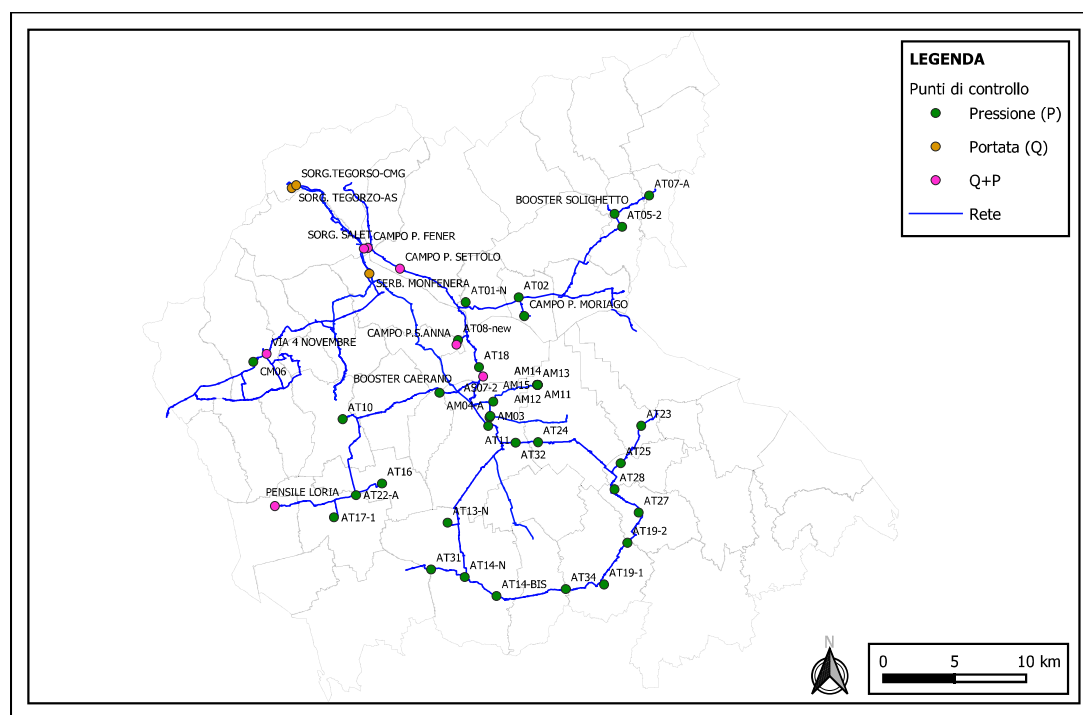 LEGENDA
Punti di controllo
Pressione (P)
Portata (Q)
Q+P
Rete
SORG.TEGORSO-CMG
SORG. TEGORZO-AS
AT07-A
BOOSTER SOLIGHETTO
AT05-2
SORG. SALET
CAMPO P. FENER
CAMPO P. SETTOLO
SERB. MONFENERA
AT01-N
AT02
CAMPO P. MORIAGO
CAMPO P.S.ANNA
AT08-new
VIA 4 NOVEMBRE
CM06
AT18
BOOSTER CAERANO
AS07-2
AM14
AM13
AM15
AM11
AM12
AM04-A
AM03
AT10
AT11
AT24
AT32
AT23
AT25
AT28
AT16
PENSILE LORIA
AT22-A
AT17-1
AT13-N
AT27
AT19-2
AT31
AT14-N
AT14-BIS
AT34
AT19-1
N
0 5 10 km